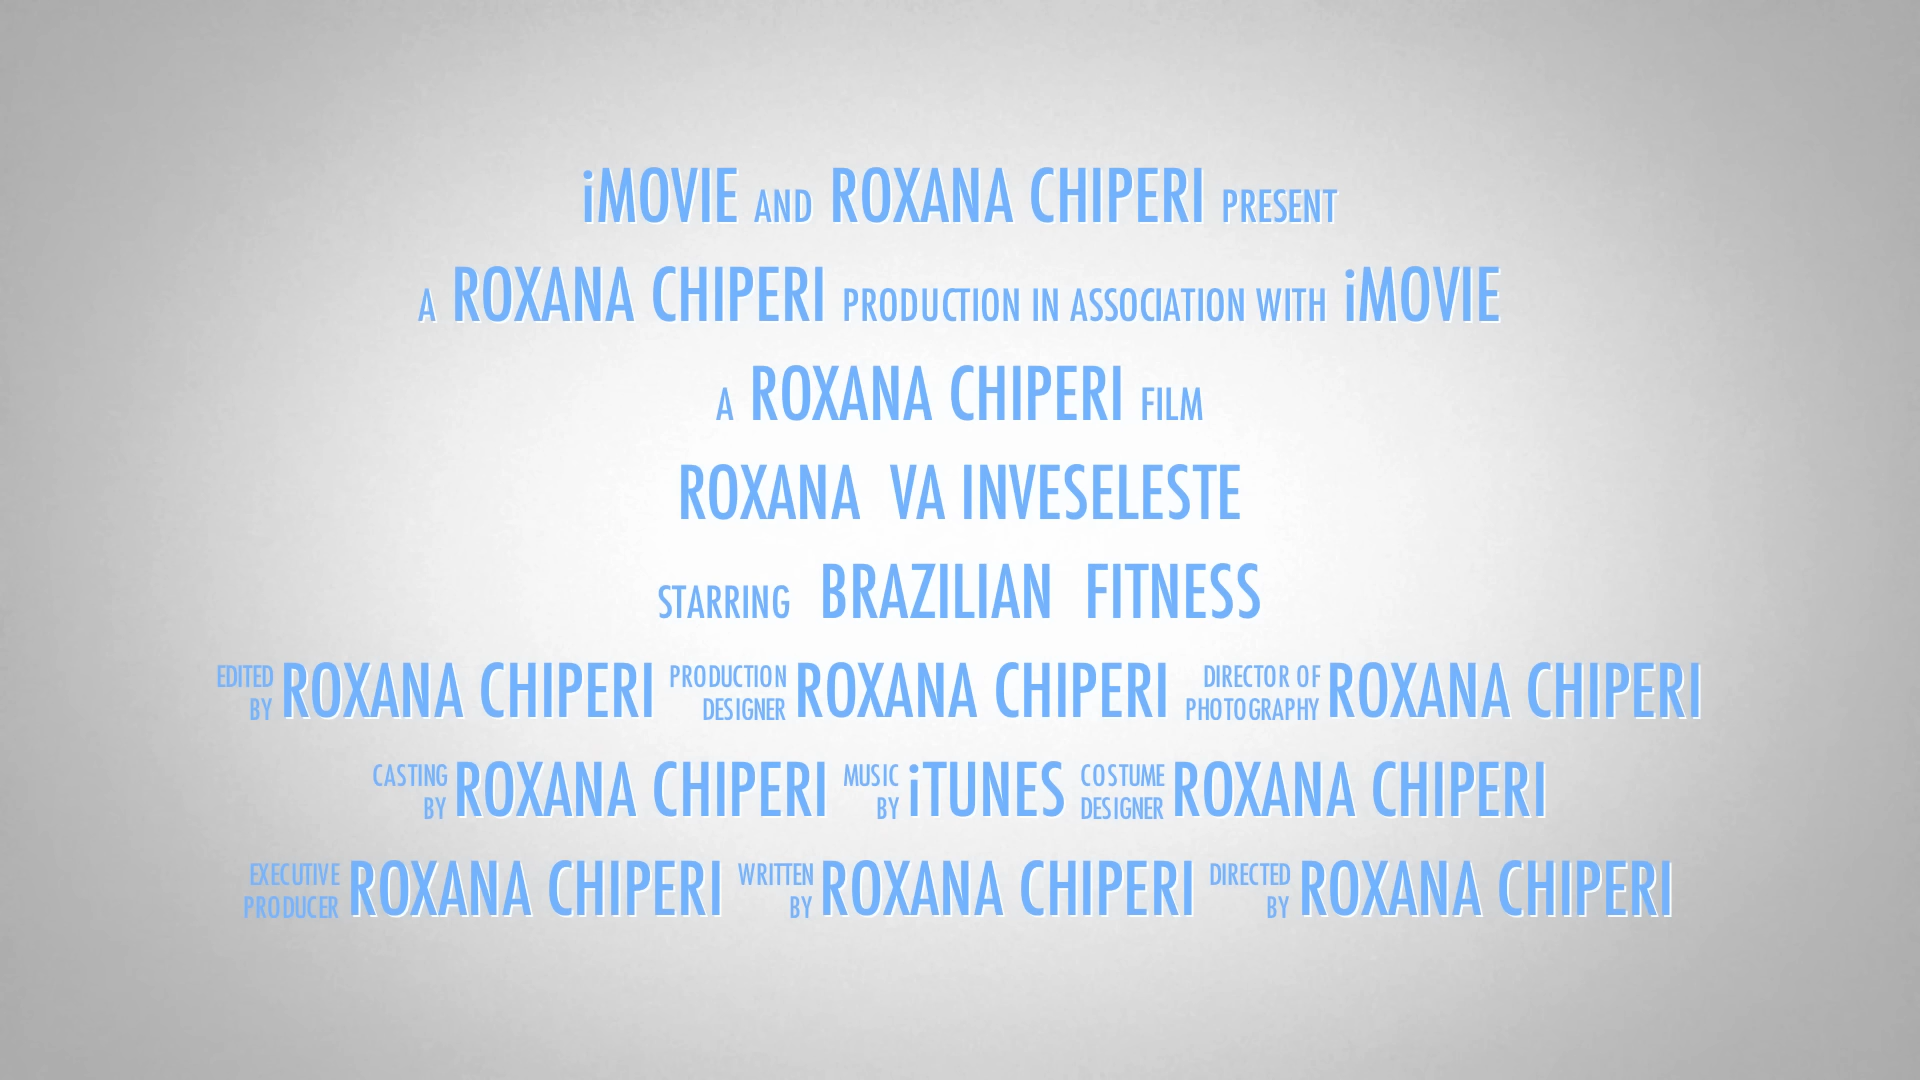 iMOVIE AND ROXANA CHIPERI PRESENT
A ROXANA CHIPERI PRODUCTION IN ASSOCIATION WITH iMOVIE
A ROXANA CHIPERI FILM
ROXANA VA INVESELESTE
STARRING BRAZILIAN FITNESS
EDITED BY ROXANA CHIPERI PRODUCTION DESIGNER ROXANA CHIPERI DIRECTOR OF PHOTOGRAPHY ROXANA CHIPERI
CASTING BY ROXANA CHIPERI MUSIC BY iTUNES COSTUME DESIGNER ROXANA CHIPERI
EXECUTIVE PRODUCER ROXANA CHIPERI WRITTEN BY ROXANA CHIPERI DIRECTED BY ROXANA CHIPERI